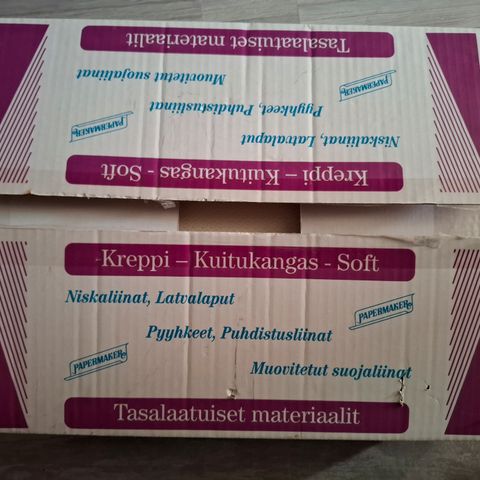 Tasalaatuiset materiaalit
Muovitetut suojaliinat
Pyyhkeet, Puhdistusliinat
PAPERMAKER
PAPERMAKER
Niskaliinat, Latvalaput
Kreppi – Kuitukangas - Soft
Kreppi – Kuitukangas - Soft
Niskaliinat, Latvalaput
PAPERMAKER
Pyyhkeet, Puhdistusliinat
PAPERMAKER
Muovitetut suojaliinat
Tasalaatuiset materiaalit